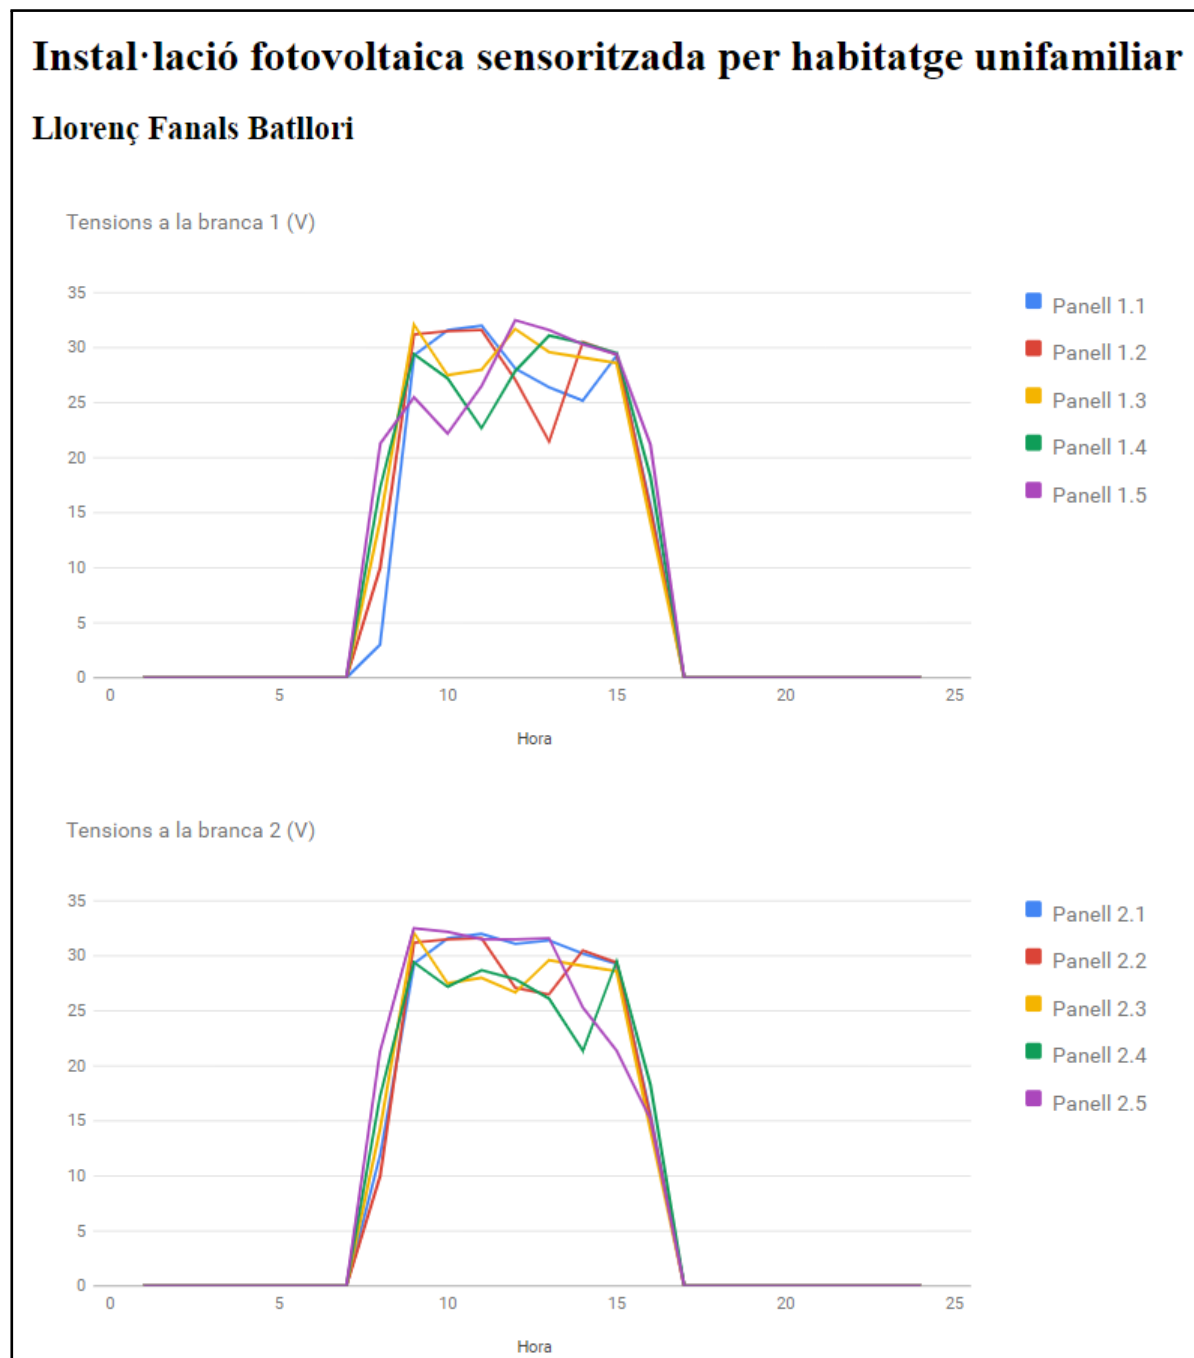 Instal·lació fotovoltaica sensoritzada per habitatge unifamiliar
Llorenç Fanals Batllori
Tensions a la branca 1 (V)
35
30
25
20
15
10
5
0
0 5 10 15 20 25
Hora
Panell 1.1
Panell 1.2
Panell 1.3
Panell 1.4
Panell 1.5
Tensions a la branca 2 (V)
35
30
25
20
15
10
5
0
0 5 10 15 20 25
Hora
Panell 2.1
Panell 2.2
Panell 2.3
Panell 2.4
Panell 2.5